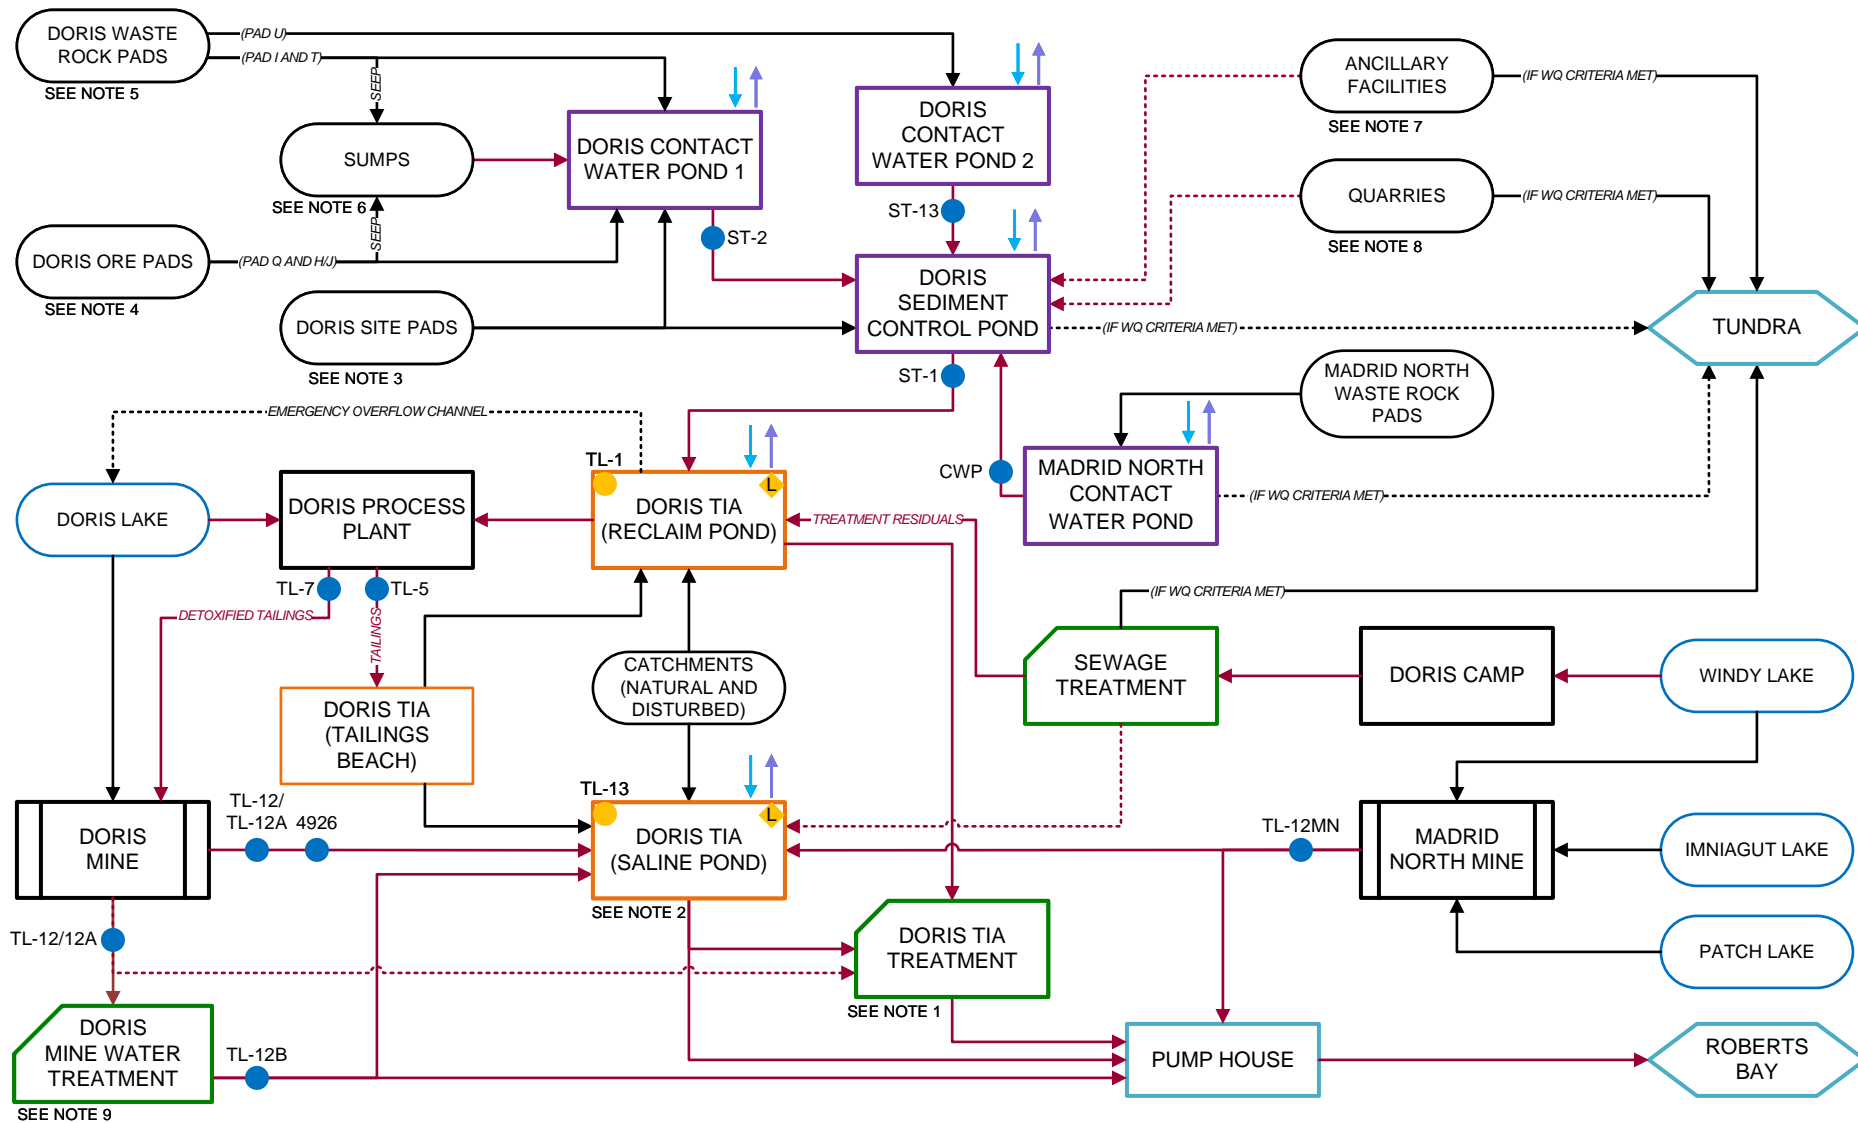 DORIS WASTE
ROCK PADS
SEE NOTE 5
(PAD U)
(PAD I AND T)
SEEP
SUMPS
SEE NOTE 6
SEEP
DORIS ORE PADS
SEE NOTE 4
(PAD Q AND H/J)
DORIS SITE PADS
SEE NOTE 3
DORIS CONTACT
WATER POND 1
ST-2
DORIS
CONTACT
WATER POND 2
ST-13
DORIS
SEDIMENT
CONTROL POND
ST-1
ANCILLARY
FACILITIES
SEE NOTE 7
(IF WQ CRITERIA MET)
QUARRIES
SEE NOTE 8
(IF WQ CRITERIA MET)
(IF WQ CRITERIA MET)
TUNDRA
MADRID NORTH
WASTE ROCK
PADS
CWP
MADRID NORTH
CONTACT
WATER POND
(IF WQ CRITERIA MET)
EMERGENCY OVERFLOW CHANNEL
DORIS LAKE
DORIS PROCESS
PLANT
TL-1
L
DORIS TIA
(RECLAIM POND)
TREATMENT RESIDUALS
TL-7
TL-5
DETOXIFIED TAILINGS
TAILINGS
(IF WQ CRITERIA MET)
DORIS TIA
(TAILINGS
BEACH)
CATCHMENTS
(NATURAL AND
DISTURBED)
SEWAGE
TREATMENT
DORIS CAMP
WINDY LAKE
DORIS
MINE
TL-12/
TL-12A
4926
TL-13
L
DORIS TIA
(SALINE POND)
SEE NOTE 2
TL-12MN
MADRID
NORTH MINE
IMNIAGUT LAKE
PATCH LAKE
TL-12/12A
DORIS TIA
TREATMENT
SEE NOTE 1
DORIS
MINE WATER
TREATMENT
SEE NOTE 9
TL-12B
PUMP HOUSE
ROBERTS
BAY